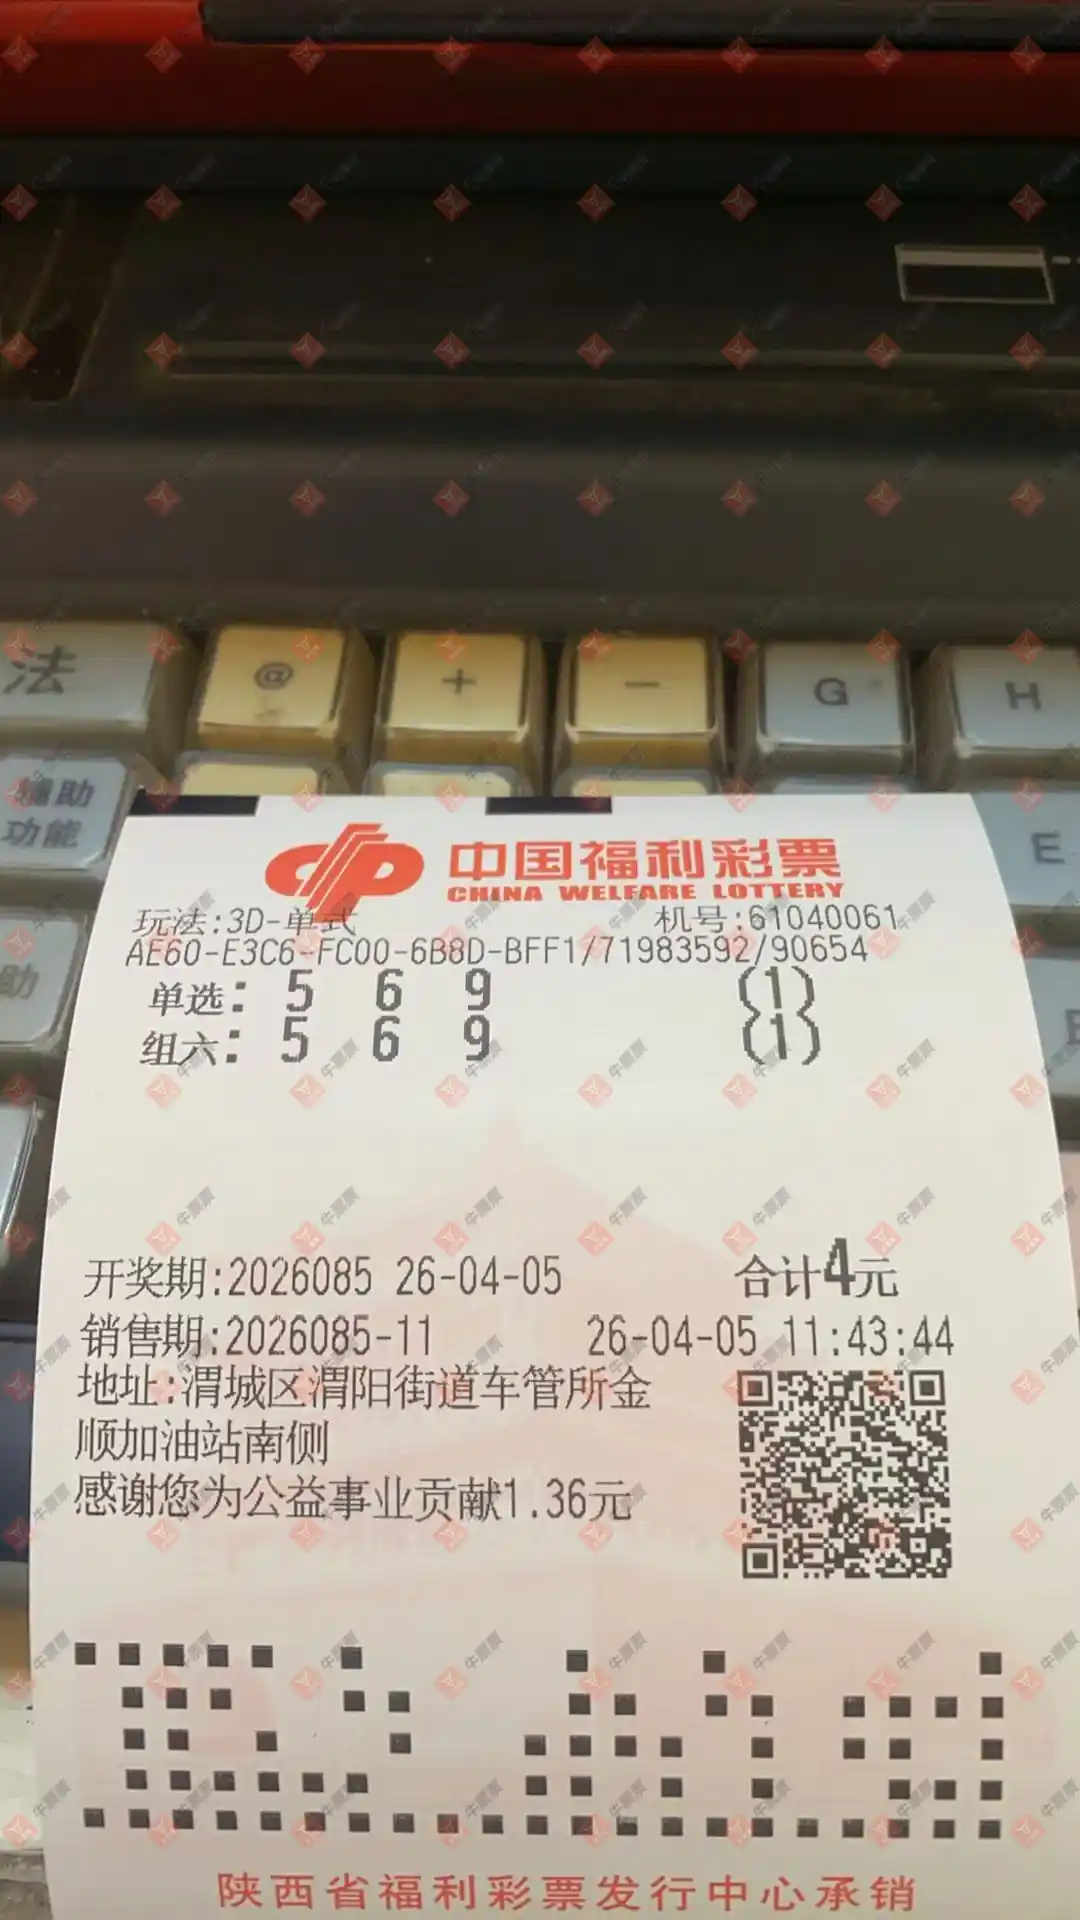 法
@
+
-
G
H
辅助
功能
E
助
中国福利彩票
CHINA WELFARE LOTTERY
玩法:3D-单式 机号:61040061
AE60-E3C6-FC00-6B8D-BFF1/71983592/90654
单选: 5 6 9 (1)
组六: 5 6 9 (1)
开奖期:2026085 26-04-05 合计4元
销售期:2026085-11 26-04-05 11:43:44
地址:渭城区渭阳街道车管所金
顺加油站南侧
感谢您为公益事业贡献1.36元
陕西省福利彩票发行中心承销
牛票票